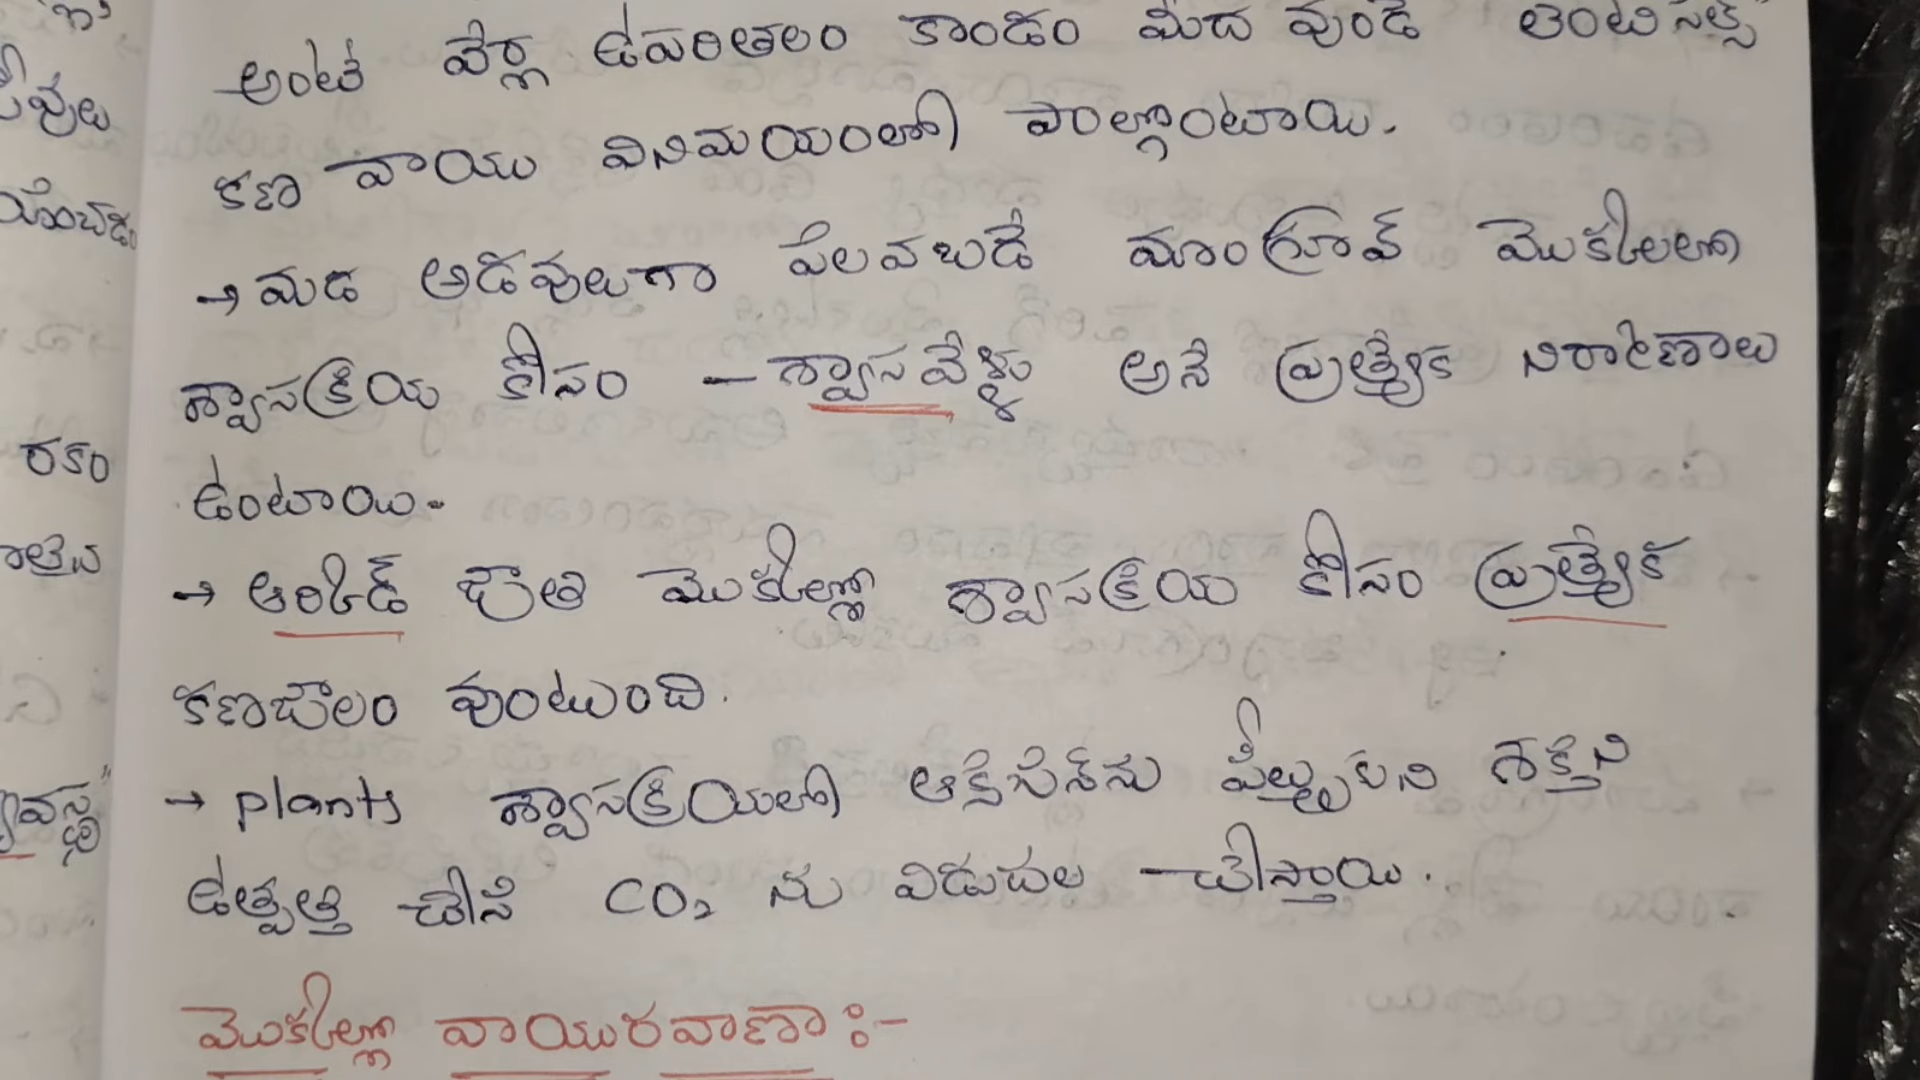 అంటే వేర్ల ఉపరితలం కాండం మీద వుండే లెంటిసెల్స్
కణ వాయు వినిమయంలో పాల్గొంటాయి.
→ మడ అడవులుగా పిలవబడే మాంగ్రూవ్ మొక్కలలో
శ్వాసక్రియ కోసం - శ్వాసవేళ్ళు అనే ప్రత్యేక నిర్మాణాలు
ఉంటాయి.
→ ఆర్కిడ్ జాతి మొక్కల్లో శ్వాసక్రియ కోసం ప్రత్యేక
కణజాలం వుంటుంది.
→ plants శ్వాసక్రియలో ఆక్సిజన్‌ను పీల్చుకుని శక్తిని
ఉత్పత్తి చేసి CO₂ ను విడుదల చేస్తాయి.
మొక్కల్లో వాయురవాణా :-
రకం